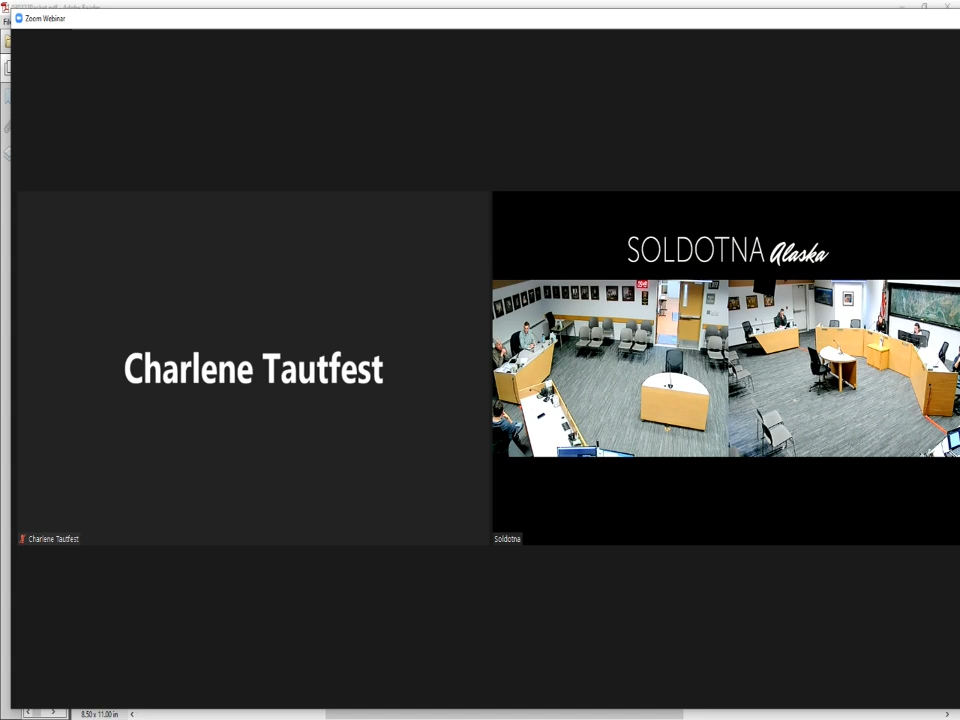 Zoom Webinar
SOLDOTNA Alaska
Charlene Tautfest
Charlene Tautfest
Soldotna
8.50 x 11.00 in